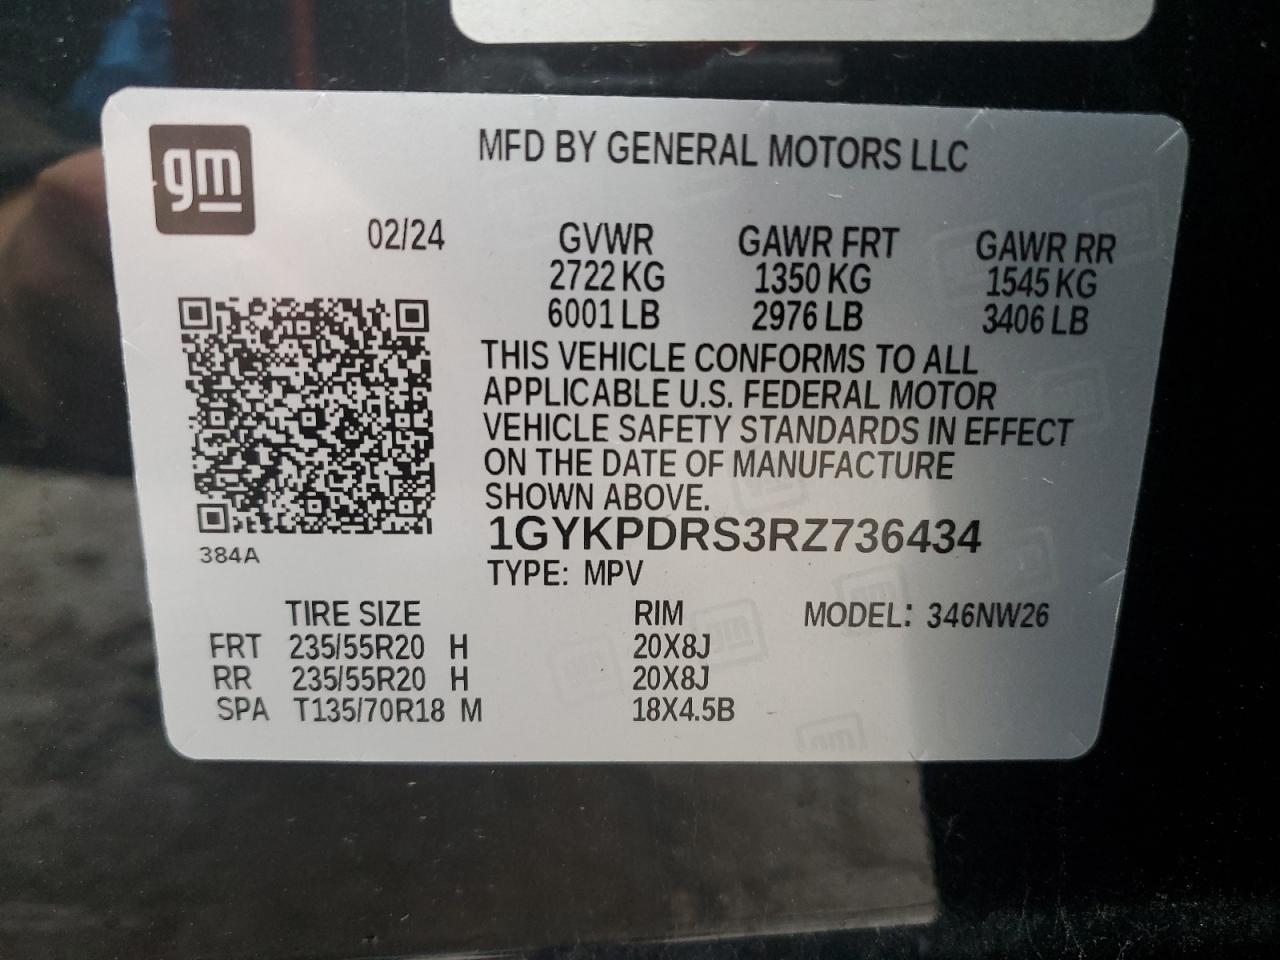 gm
MFD BY GENERAL MOTORS LLC
02/24
GVWR GAWR FRT GAWR RR
2722 KG 1350 KG 1545 KG
6001 LB 2976 LB 3406 LB
THIS VEHICLE CONFORMS TO ALL
APPLICABLE U.S. FEDERAL MOTOR
VEHICLE SAFETY STANDARDS IN EFFECT
ON THE DATE OF MANUFACTURE
SHOWN ABOVE.
1GYKPDRS3RZ736434
384A
TYPE: MPV
TIRE SIZE RIM MODEL: 346NW26
FRT 235/55R20 H 20X8J
RR 235/55R20 H 20X8J
SPA T135/70R18 M 18X4.5B